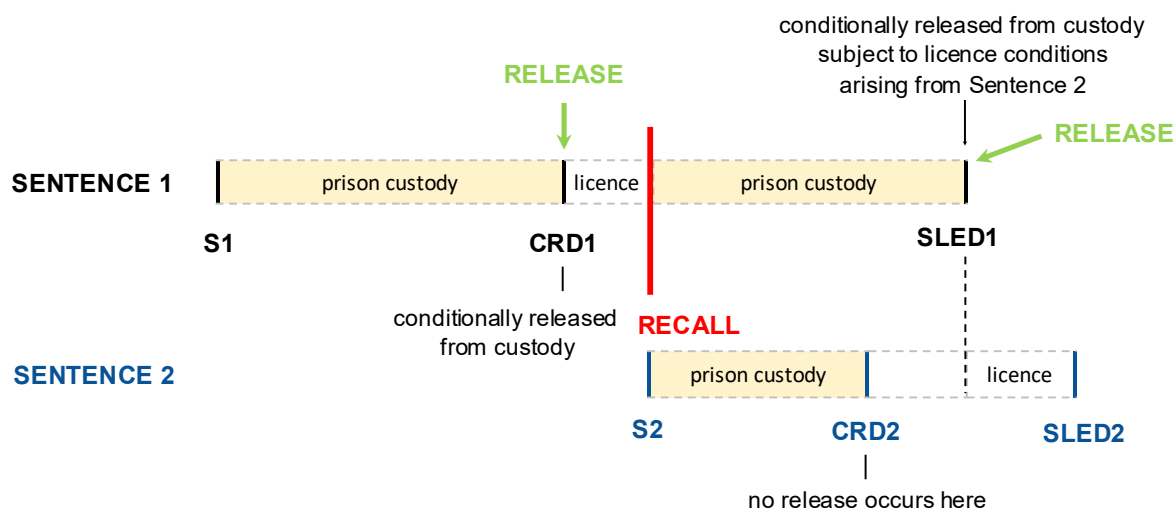 conditionally released from custody
subject to licence conditions
arising from Sentence 2
RELEASE
RELEASE
SENTENCE 1
prison custody
licence
prison custody
S1
CRD1
SLED1
conditionally released
from custody
RECALL
SENTENCE 2
prison custody
licence
S2
CRD2
SLED2
no release occurs here